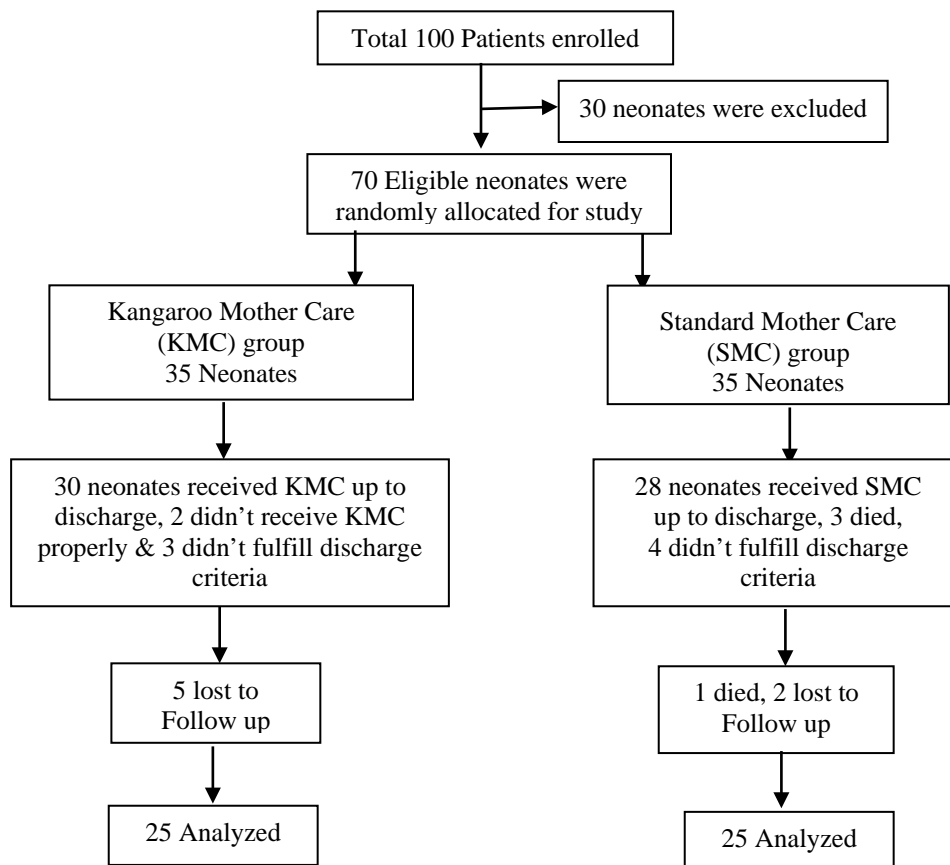 Total 100 Patients enrolled
30 neonates were excluded
70 Eligible neonates were
randomly allocated for study
Kangaroo Mother Care
(KMC) group
35 Neonates
Standard Mother Care
(SMC) group
35 Neonates
30 neonates received KMC up to
discharge, 2 didn’t receive KMC
properly & 3 didn’t fulfill discharge
criteria
28 neonates received SMC
up to discharge, 3 died,
4 didn’t fulfill discharge
criteria
5 lost to
Follow up
1 died, 2 lost to
Follow up
25 Analyzed
25 Analyzed